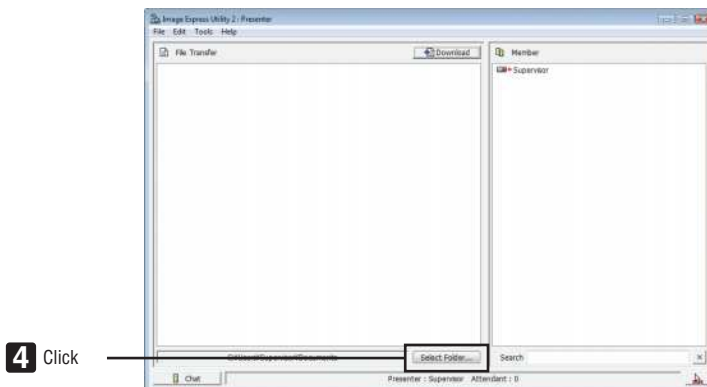 Image Express Utility 2 : Presenter
File Edit Tools Help
File Transfer
Download
Member
Supervisor
4 Click
Select Folder...
Search
Chat
Presenter : Supervisor Attendant : 0